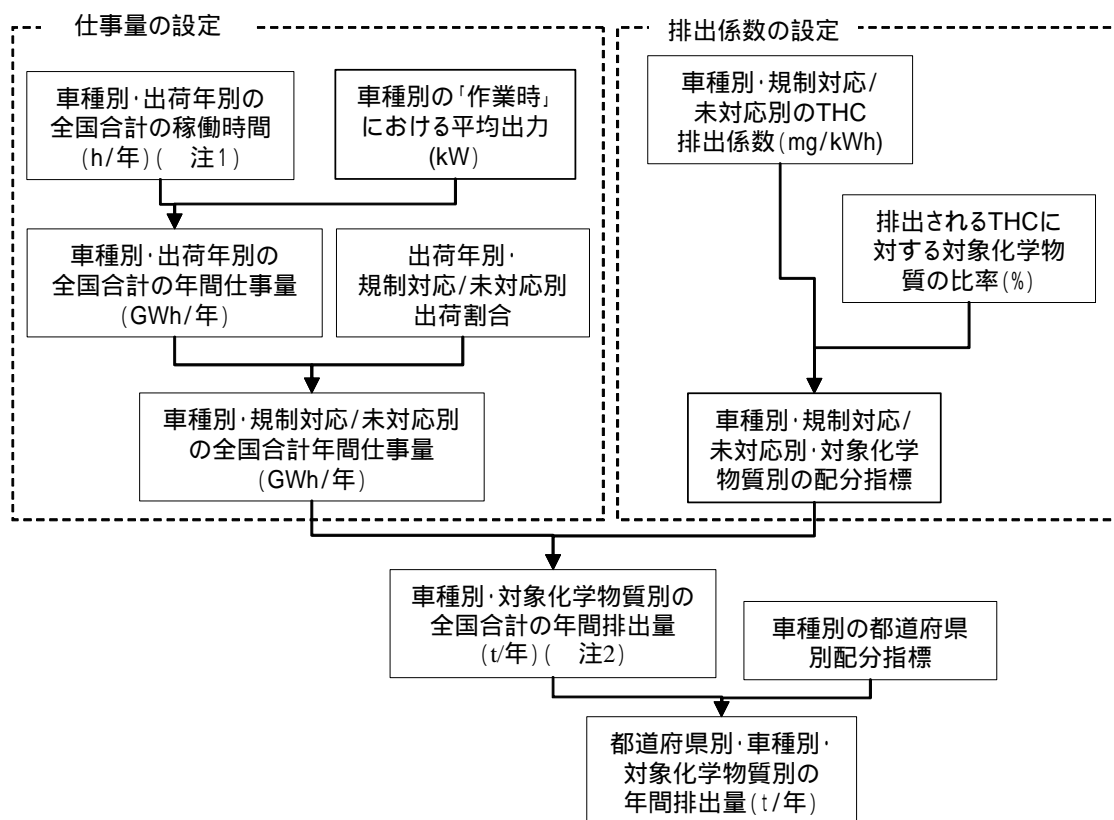 仕事量の設定
車種別･出荷年別の
全国合計の稼働時間
(h/年)( 注1)
車種別の｢作業時｣
における平均出力
(kW)
車種別･出荷年別の
全国合計の年間仕事量
(GWh/年)
出荷年別･
規制対応/未対応別
出荷割合
車種別･規制対応/未対応別
の全国合計年間仕事量
(GWh/年)
排出係数の設定
車種別･規制対応/
未対応別のTHC
排出係数(mg/kWh)
排出されるTHCに
対する対象化学物
質の比率(%)
車種別･規制対応/
未対応別･対象化学
物質別の配分指標
車種別･対象化学物質別の
全国合計の年間排出量
(t/年)( 注2)
車種別の都道府県
別配分指標
都道府県別･車種別･
対象化学物質別の
年間排出量(t/年)